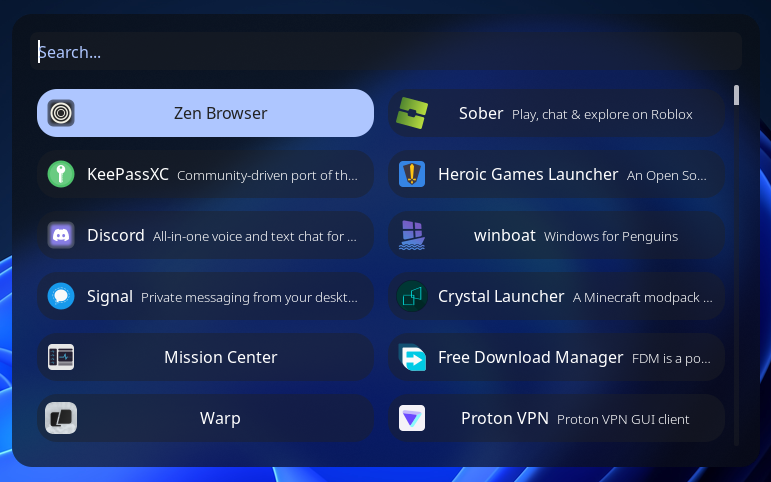 Search...
Zen Browser
Sober Play, chat & explore on Roblox
KeePassXC Community-driven port of th...
Heroic Games Launcher An Open So...
Discord All-in-one voice and text chat for ...
winboat Windows for Penguins
Signal Private messaging from your deskt...
Crystal Launcher A Minecraft modpack ...
Mission Center
Free Download Manager FDM is a po...
Warp
Proton VPN Proton VPN GUI client